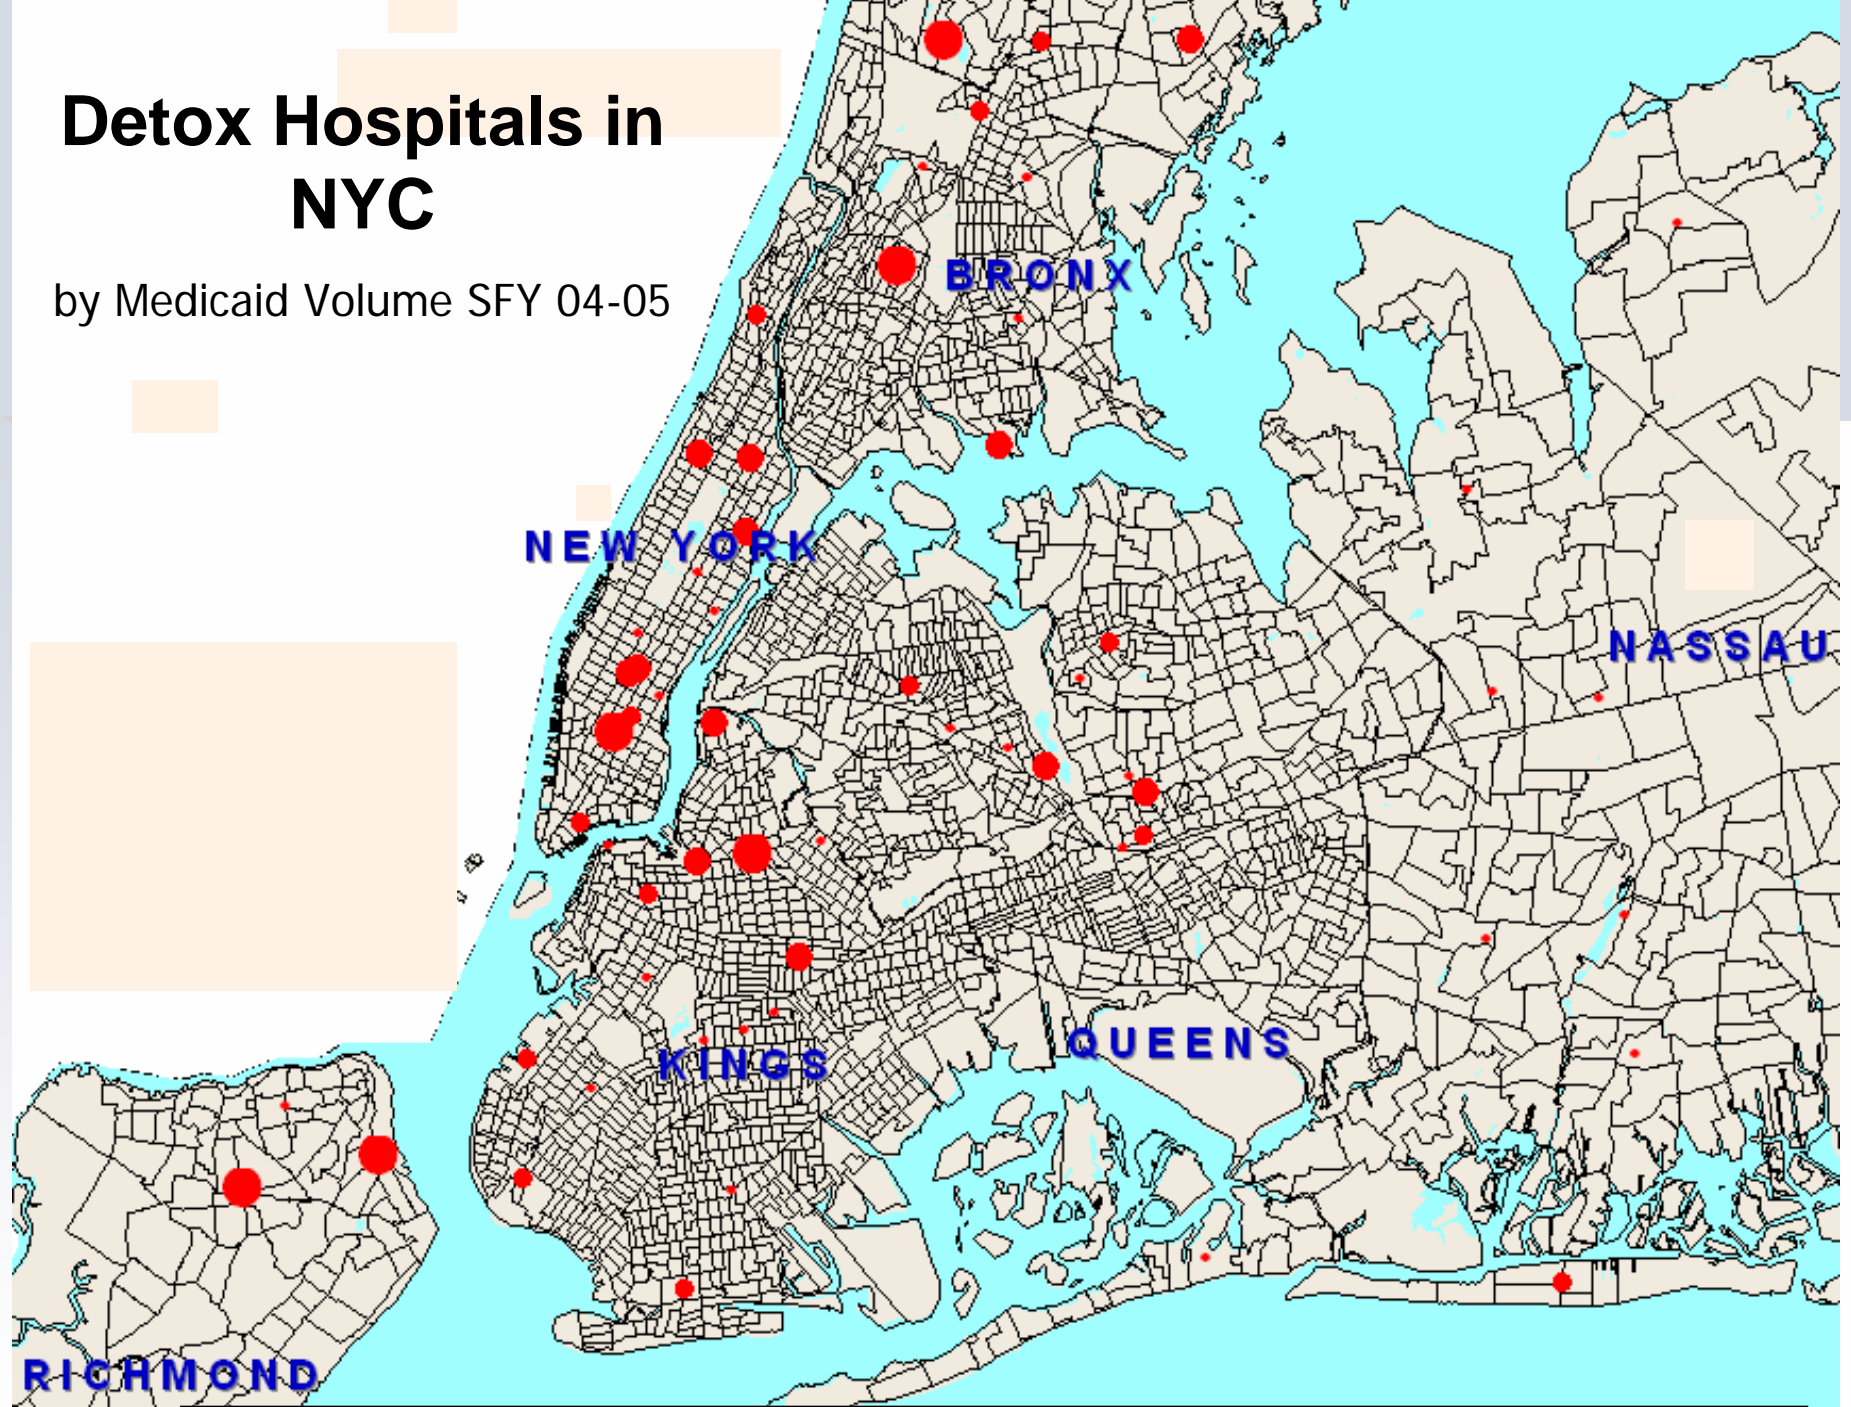 Detox Hospitals in
NYC
by Medicaid Volume SFY 04-05
BRONX
NEW YORK
NASSAU
QUEENS
KINGS
RICHMOND